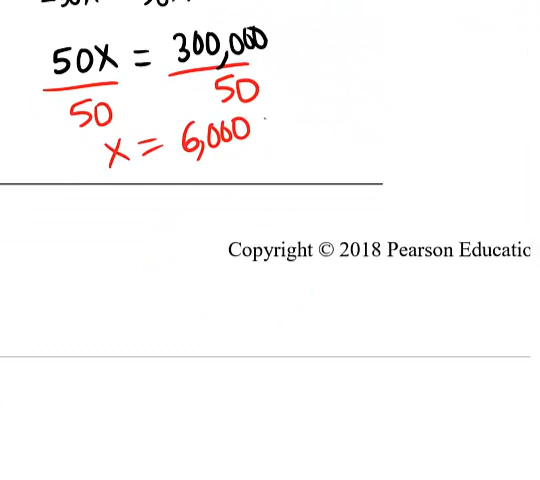 50x = 300,000
50 50
x = 6,000
Copyright © 2018 Pearson Educatic